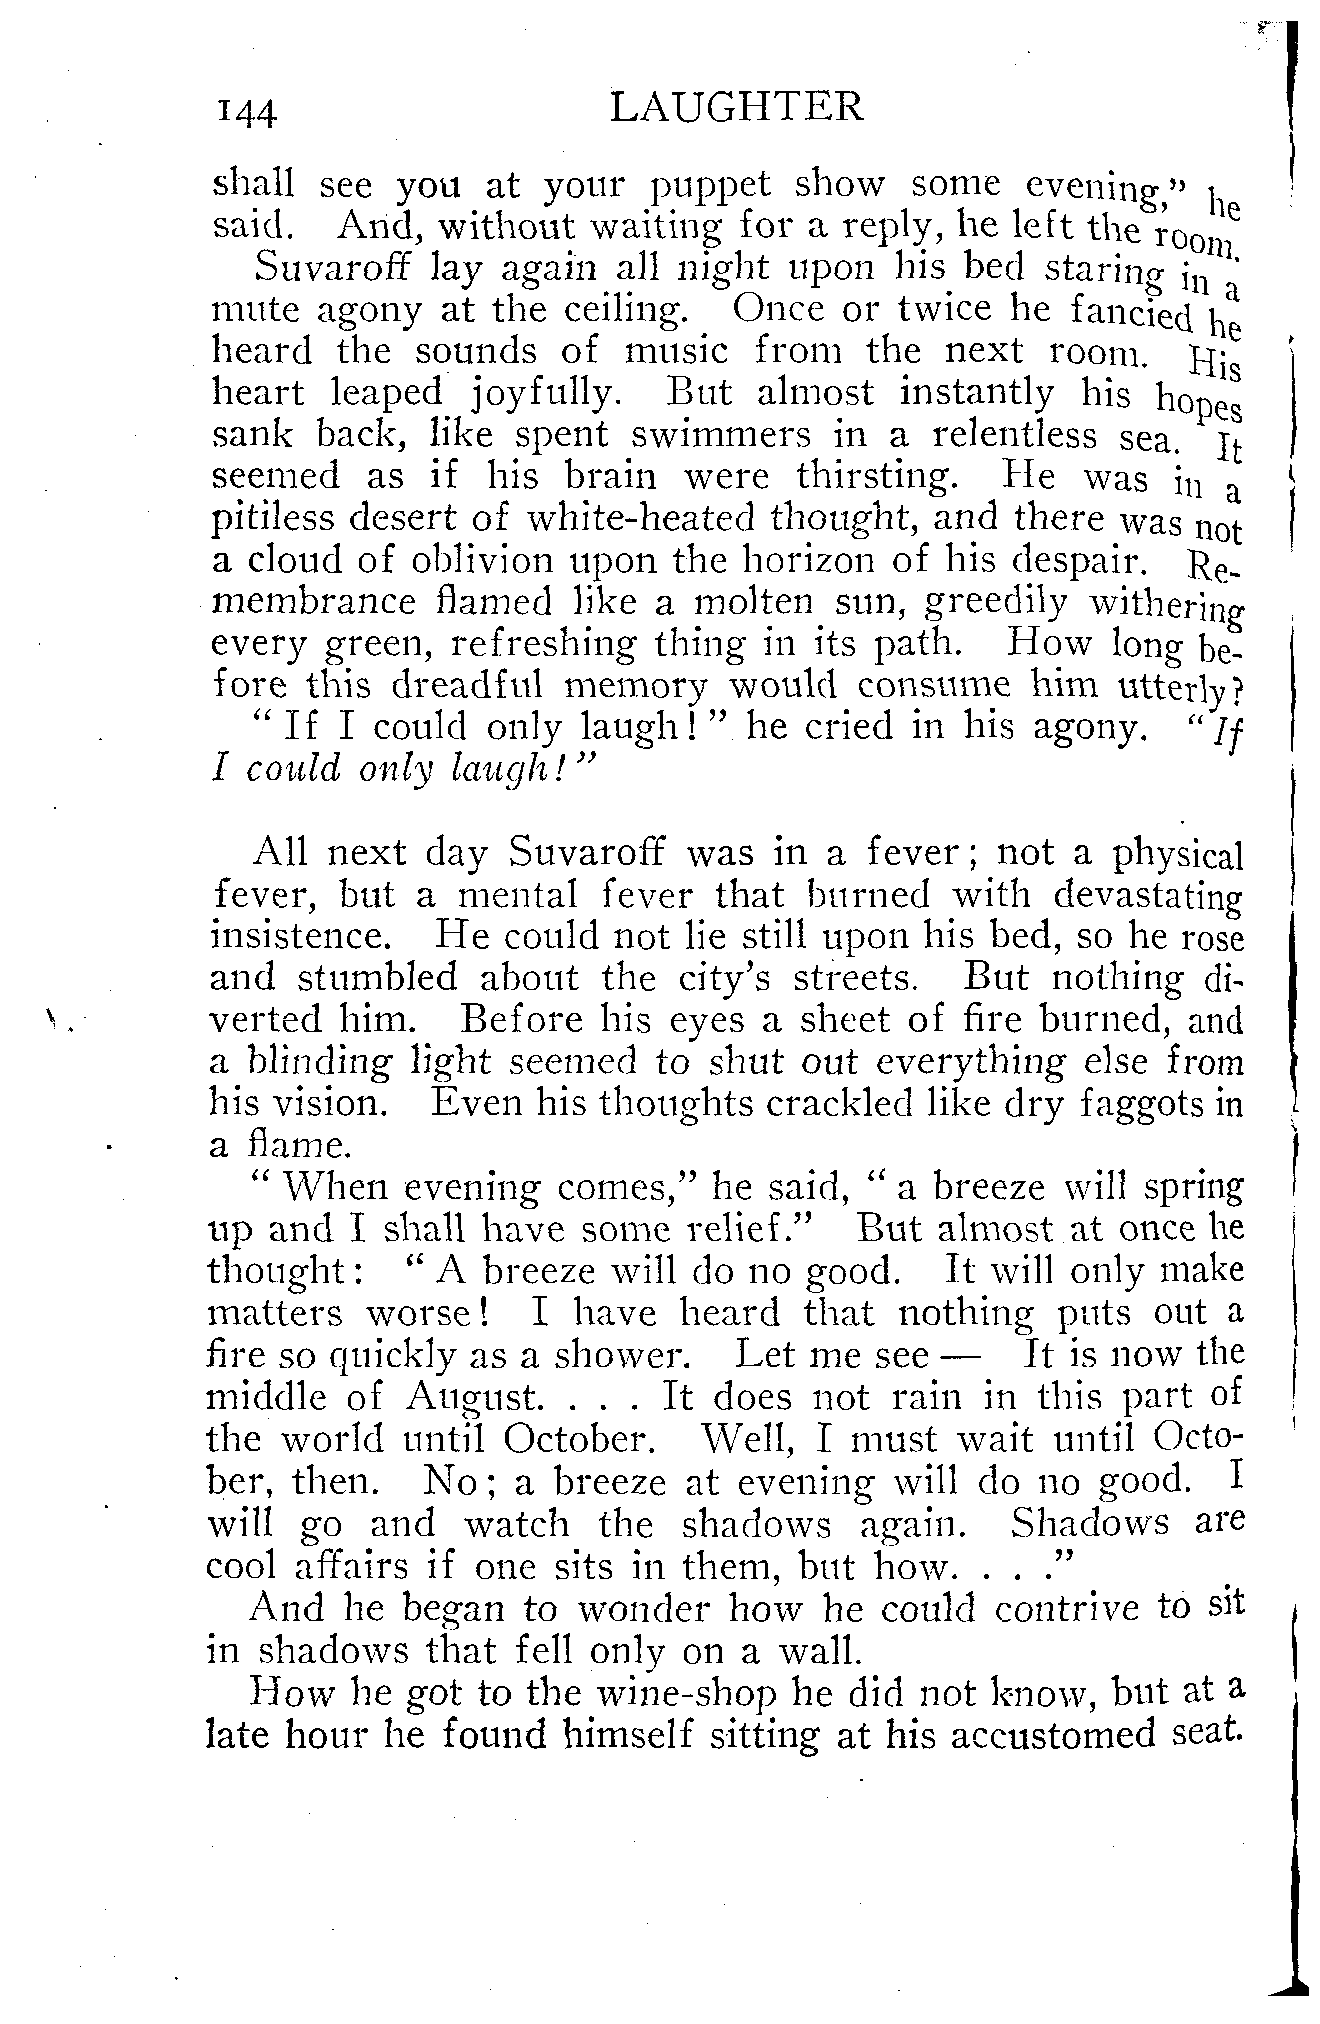 144 LAUGHTER
shall see you at your puppet show some evening," he
said. And, without waiting for a reply, he left the room.
Suvaroff lay again all night upon his bed staring in a
mute agony at the ceiling. Once or twice he fancied he
heard the sounds of music from the next room. His
heart leaped joyfully. But almost instantly his hopes
sank back, like spent swimmers in a relentless sea. It
seemed as if his brain were thirsting. He was in a
pitiless desert of white-heated thought, and there was not
a cloud of oblivion upon the horizon of his despair. Re-
membrance flamed like a molten sun, greedily withering
every green, refreshing thing in its path. How long be-
fore this dreadful memory would consume him utterly?
"If I could only laugh!" he cried in his agony. "If
I could only laugh!"
All next day Suvaroff was in a fever; not a physical
fever, but a mental fever that burned with devastating
insistence. He could not lie still upon his bed, so he rose
and stumbled about the city's streets. But nothing di-
verted him. Before his eyes a sheet of fire burned, and
a blinding light seemed to shut out everything else from
his vision. Even his thoughts crackled like dry faggots in
a flame.
"When evening comes," he said, "a breeze will spring
up and I shall have some relief." But almost at once he
thought: "A breeze will do no good. It will only make
matters worse! I have heard that nothing puts out a
fire so quickly as a shower. Let me see — It is now the
middle of August. . . . It does not rain in this part of
the world until October. Well, I must wait until Octo-
ber, then. No; a breeze at evening will do no good. I
will go and watch the shadows again. Shadows are
cool affairs if one sits in them, but how. . . ."
And he began to wonder how he could contrive to sit
in shadows that fell only on a wall.
How he got to the wine-shop he did not know, but at a
late hour he found himself sitting at his accustomed seat.